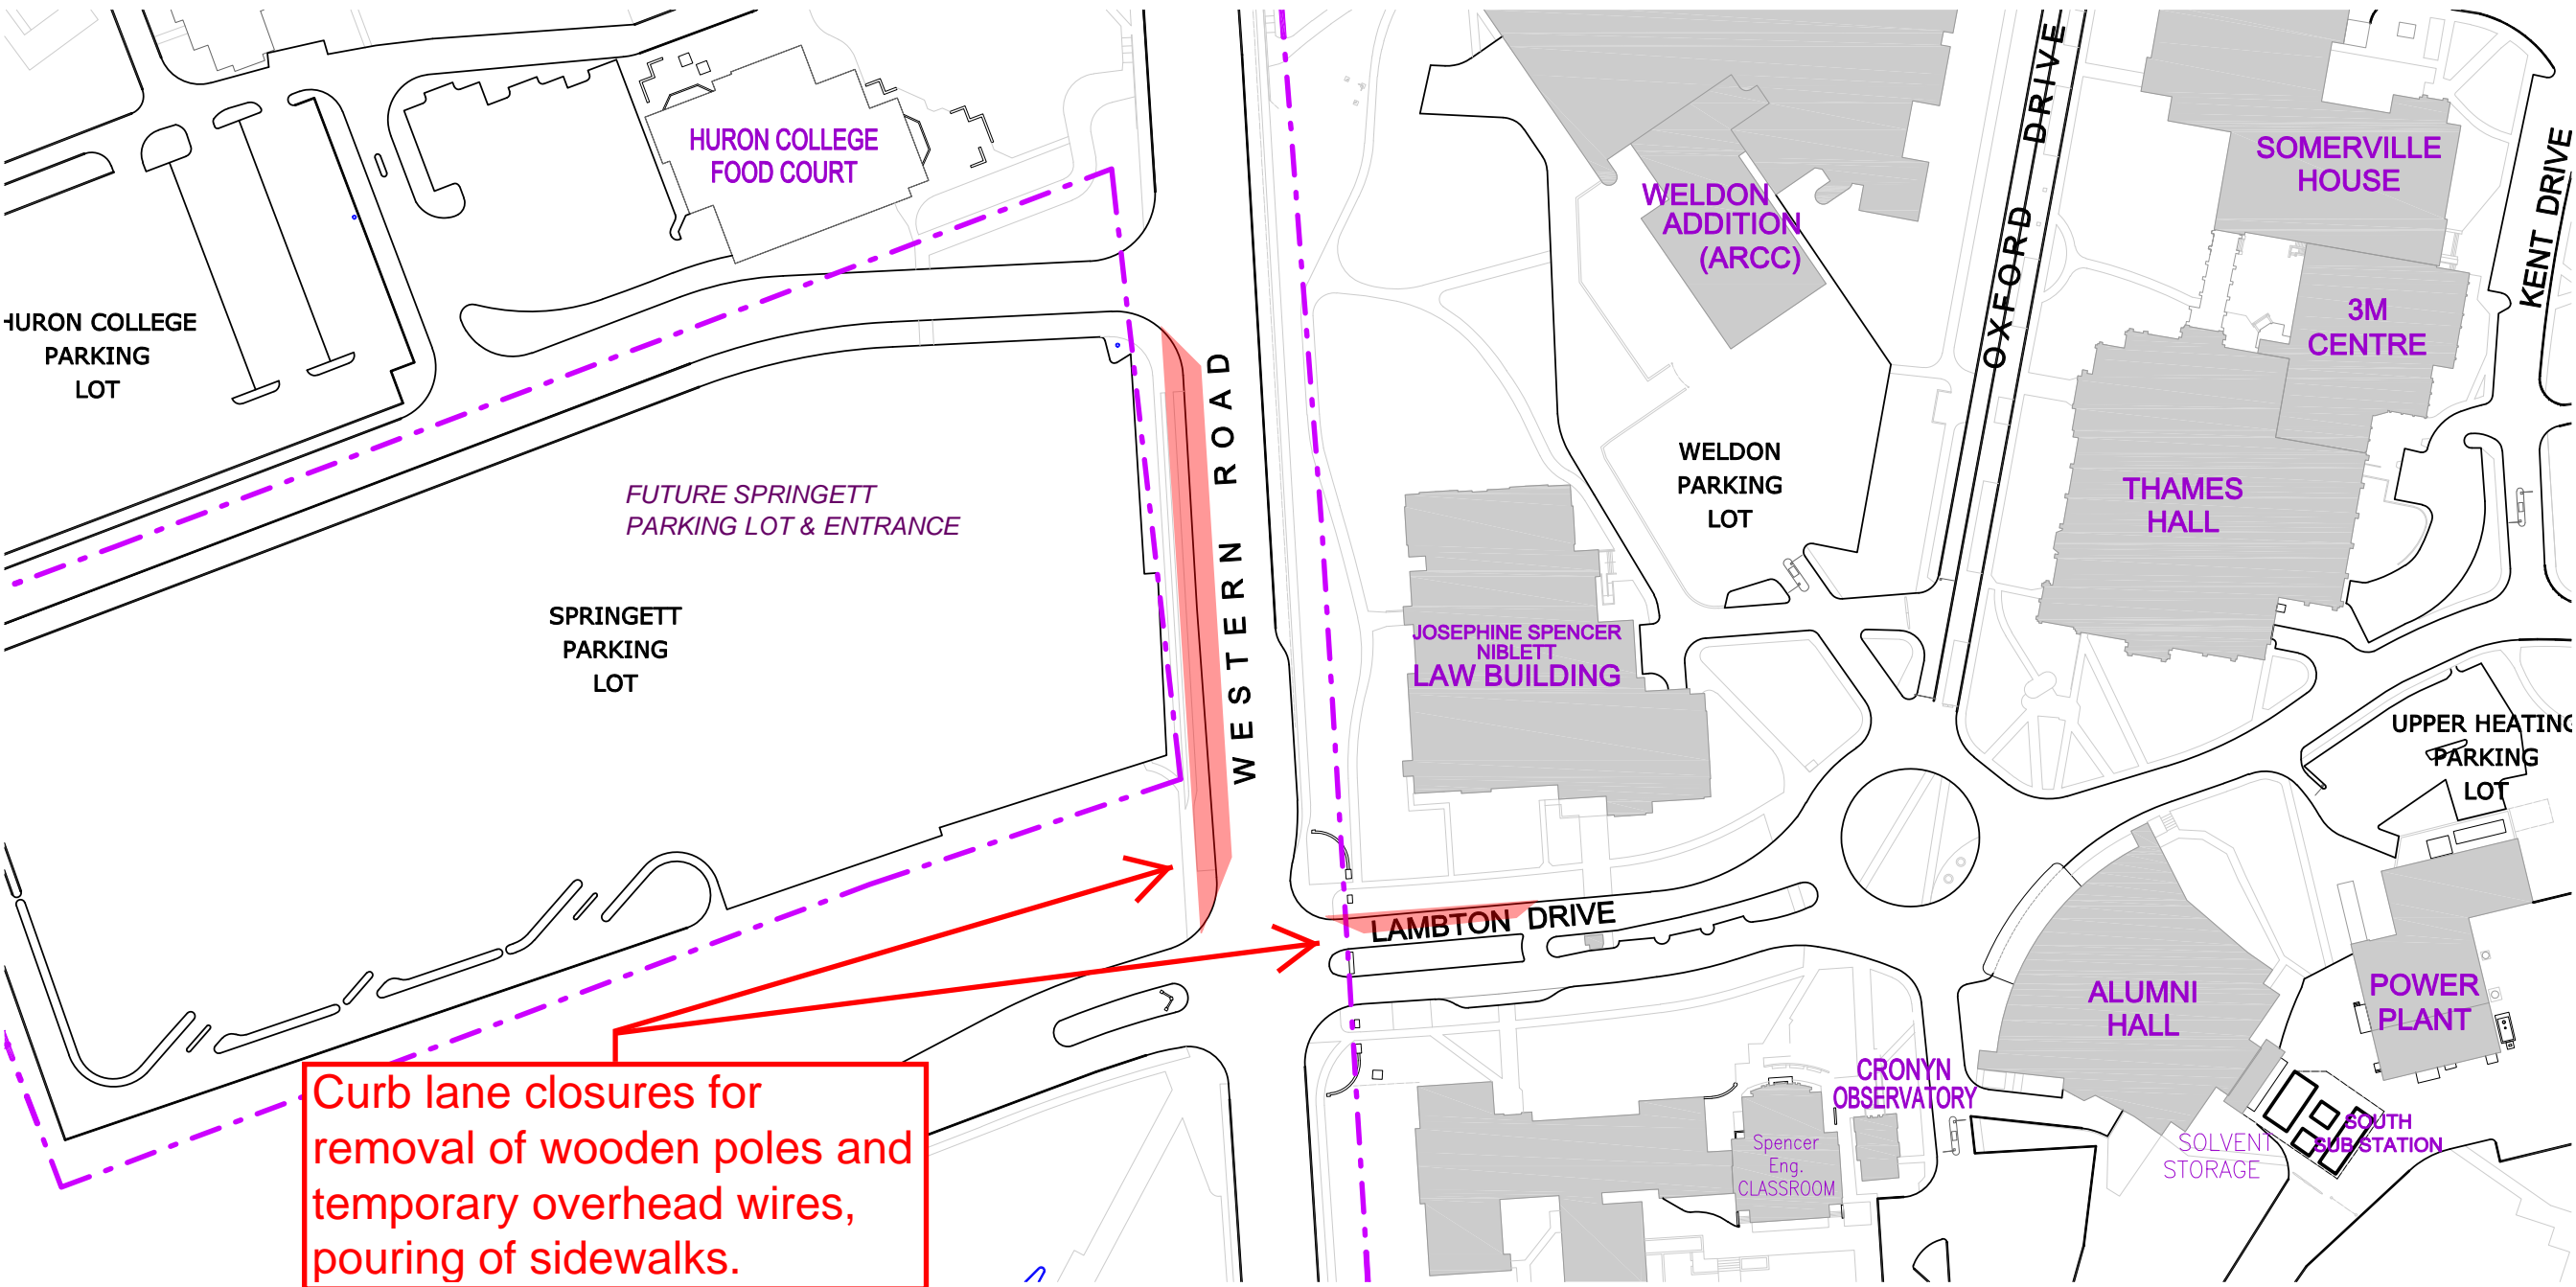 HURON COLLEGE
FOOD COURT
HURON COLLEGE
PARKING
LOT
FUTURE SPRINGETT
PARKING LOT & ENTRANCE
SPRINGETT
PARKING
LOT
WESTERN ROAD
WELDON
ADDITION
(ARCC)
OXFORD DRIVE
SOMERVILLE
HOUSE
KENT DRIVE
3M
CENTRE
WELDON
PARKING
LOT
THAMES
HALL
JOSEPHINE SPENCER
NIBLETT
LAW BUILDING
UPPER HEATING
PARKING
LOT
LAMBTON DRIVE
ALUMNI
HALL
POWER
PLANT
CRONYN
OBSERVATORY
Spencer
Eng.
CLASSROOM
SOLVENT
STORAGE
SOUTH
SUB STATION
Curb lane closures for
removal of wooden poles and
temporary overhead wires,
pouring of sidewalks.